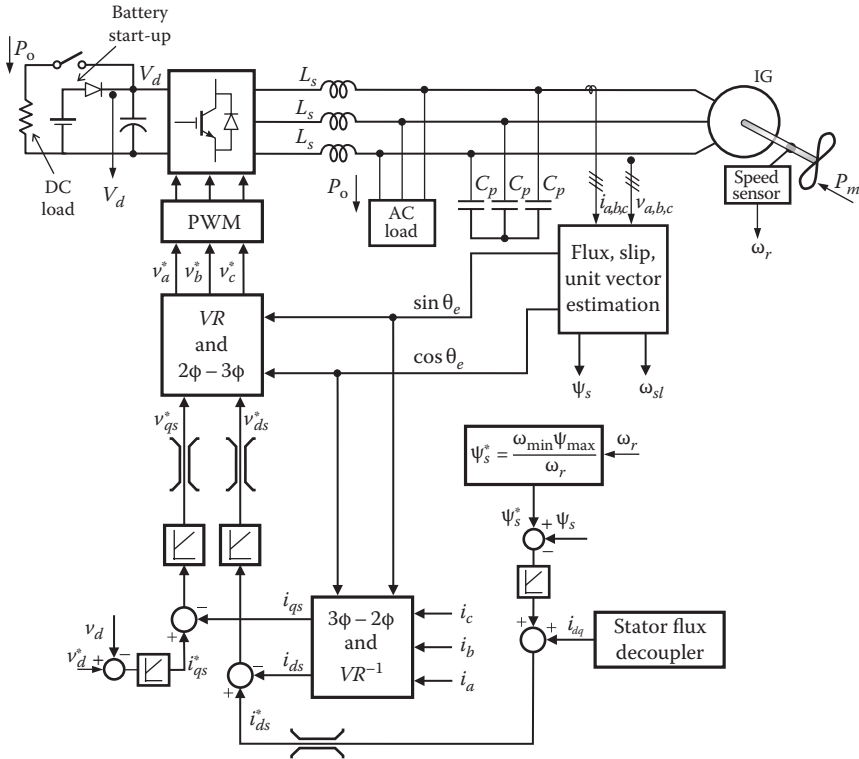 Battery
start-up
P_o
V_d
L_s
IG
L_s
L_s
DC
load
V_d
P_o
AC
load
C_p C_p C_p
i_a,b,c v_a,b,c
Speed
sensor
P_m
ω_r
PWM
v_a^* v_b^* v_c^*
Flux, slip,
unit vector
estimation
sin θ_e
VR
and
2ϕ – 3ϕ
cos θ_e
ψ_s ω_sl
v_qs^* v_ds^*
ψ_s^* = ω_min ψ_max / ω_r
ω_r
ψ_s^* + ψ_s
–
i_qs
3ϕ – 2ϕ
and
VR^–1
i_c
i_b
i_a
i_ds
–
+
v_d
v_d^* + –
i_qs^*
–
+
i_ds^*
+ + i_dq
Stator flux
decoupler